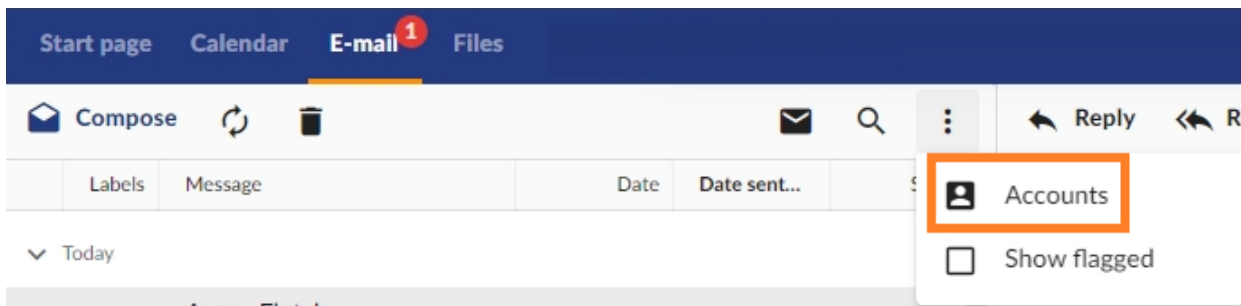 Start page Calendar E-mail 1 Files
Compose Reply R
Labels Message Date Date sent... S
Accounts
Today
Show flagged